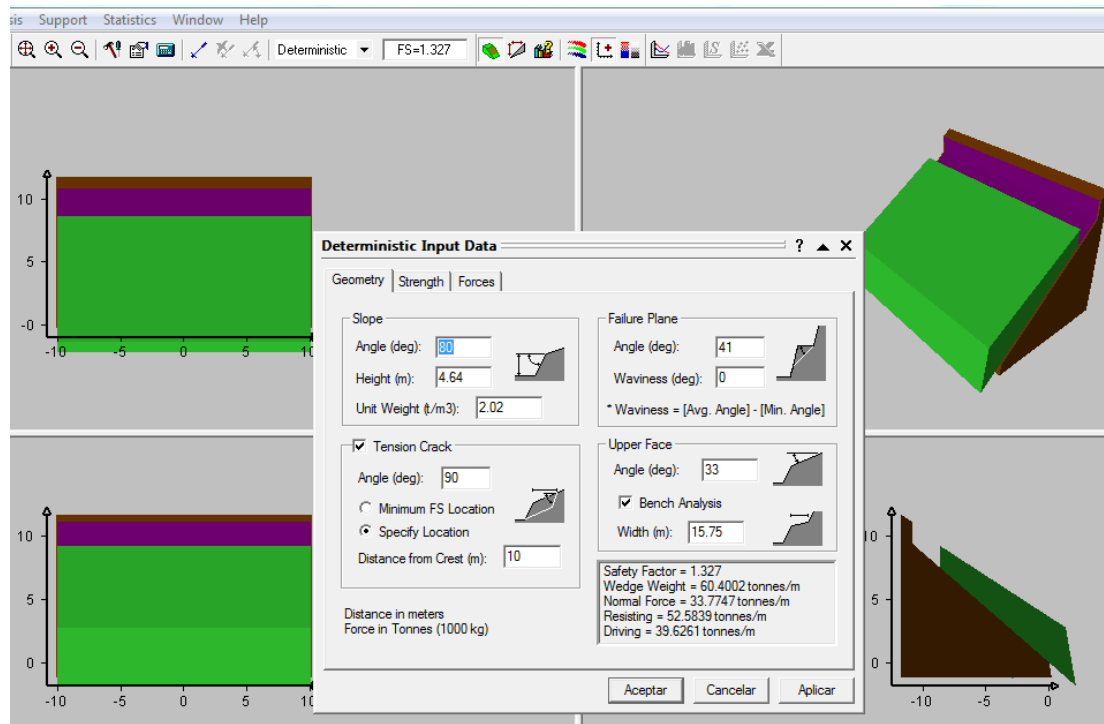 sis Support Statistics Window Help
Deterministic FS=1.327
10
5
-0
-10 -5 0 5 10
10
5
0
-10 -5 0 5 10
10
5
0
-10 -5 0
Deterministic Input Data ? 
Geometry Strength Forces
Slope
Angle (deg): 80
Height (m): 4.64
Unit Weight (t/m3): 2.02
Tension Crack
Angle (deg): 90
Minimum FS Location
Specify Location
Distance from Crest (m): 10
Distance in meters
Force in Tonnes (1000 kg)
Failure Plane
Angle (deg): 41
Waviness (deg): 0
* Waviness = [Avg. Angle] - [Min. Angle]
Upper Face
Angle (deg): 33
Bench Analysis
Width (m): 15.75
Safety Factor = 1.327
Wedge Weight = 60.4002 tonnes/m
Normal Force = 33.7747 tonnes/m
Resisting = 52.5839 tonnes/m
Driving = 39.6261 tonnes/m
Aceptar Cancelar Aplicar